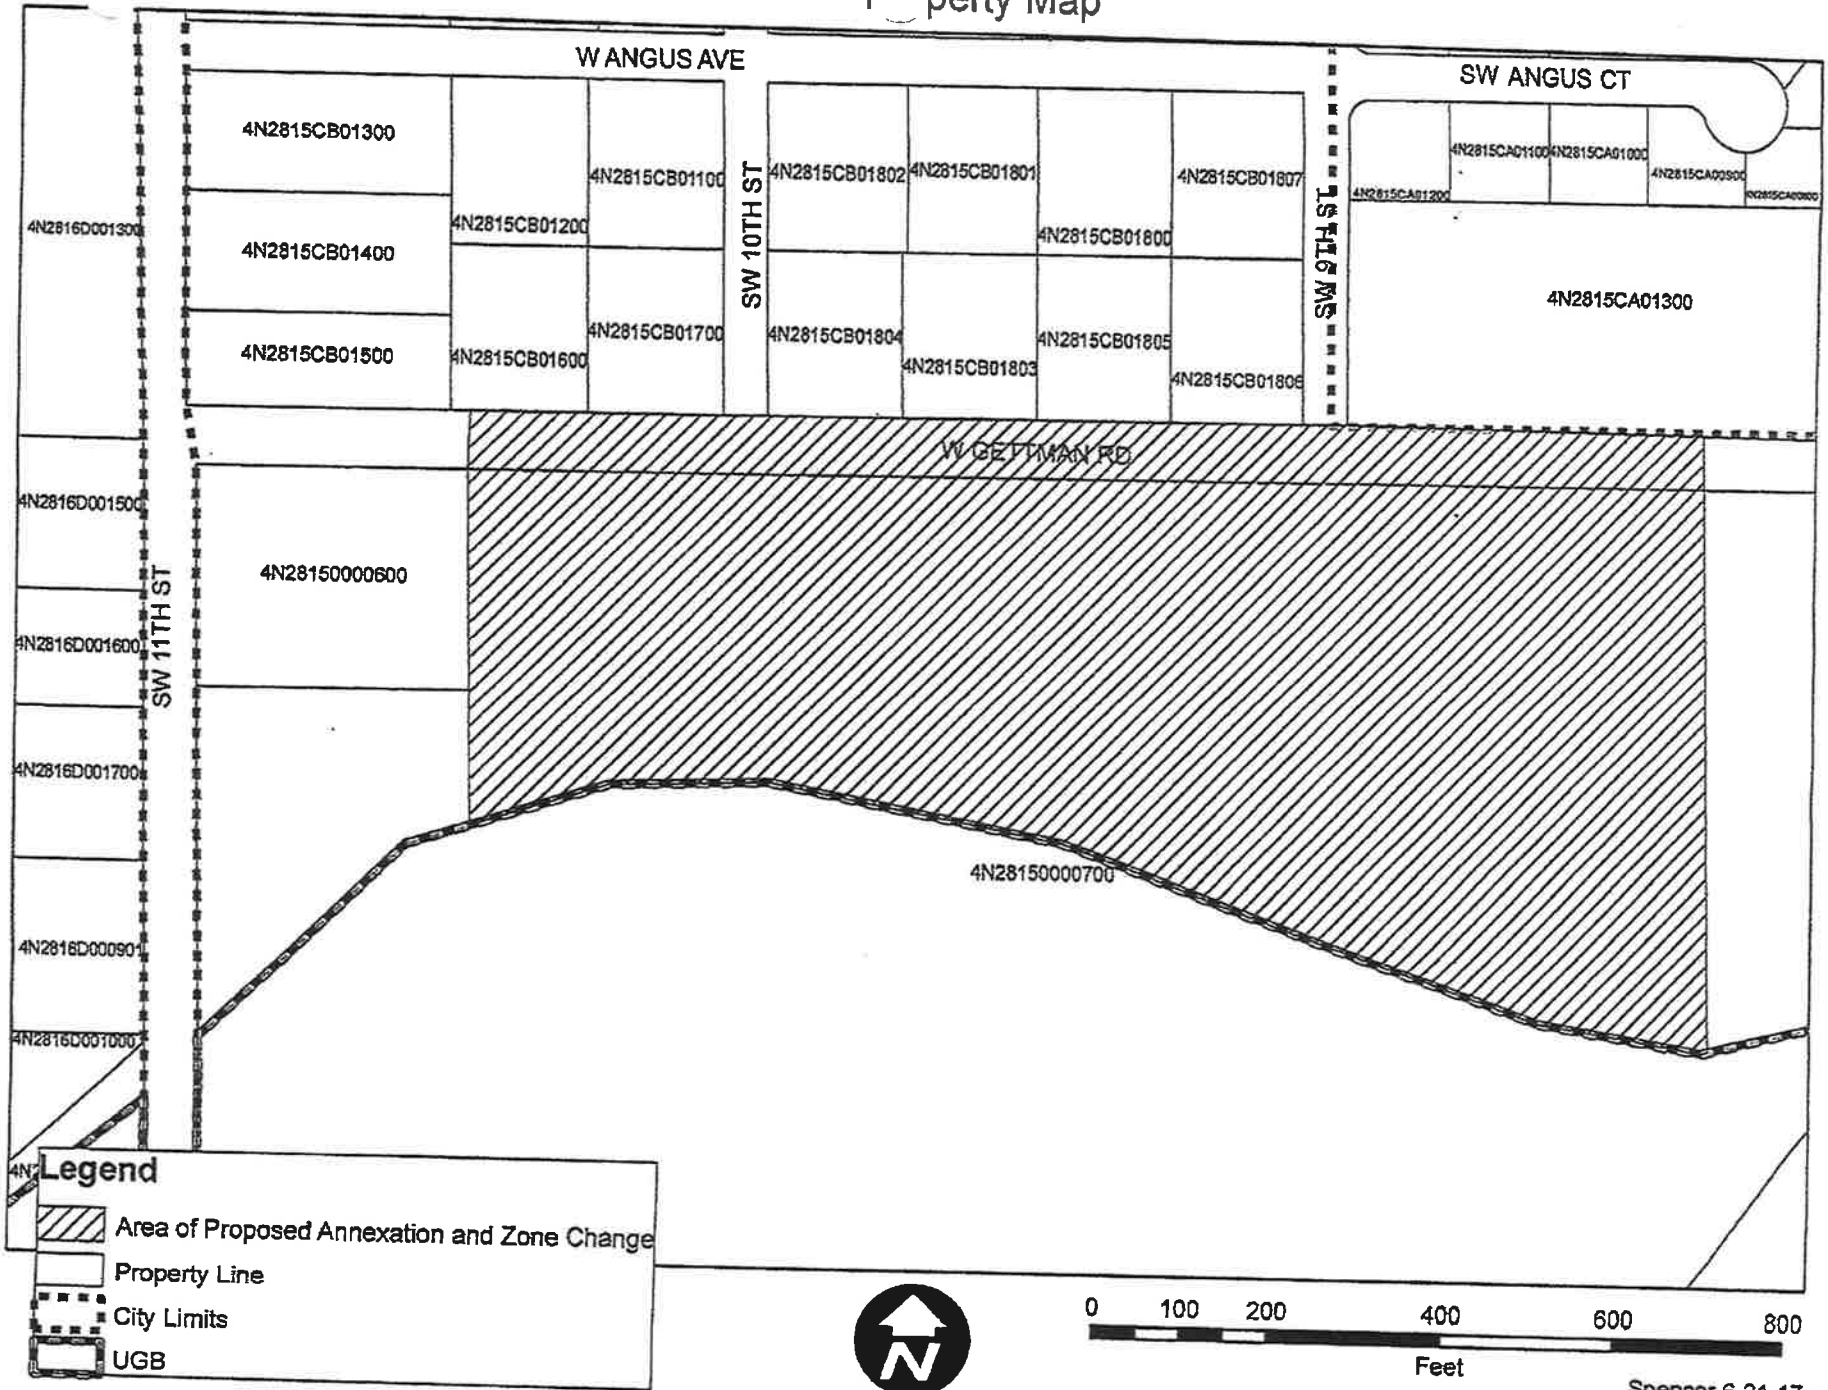 perty Map
W ANGUS AVE
SW ANGUS CT
4N2815CB01300
4N2815CB01100
4N2815CB01802
4N2815CB01801
4N2815CB01807
4N2815CA01100
4N2815CA01000
4N2815CA00900
4N2815CA00800
4N2815CA01200
4N2816D001300
4N2815CB01400
4N2815CB01200
SW 10TH ST
4N2815CB01800
SW 9TH ST
4N2815CA01300
4N2815CB01500
4N2815CB01600
4N2815CB01700
4N2815CB01804
4N2815CB01803
4N2815CB01805
4N2815CB01806
W GETTMAN RD
4N2816D001500
4N28150000600
SW 11TH ST
4N2816D001600
4N2816D001700
4N28150000700
4N2816D000901
4N2816D001000
Legend
Area of Proposed Annexation and Zone Change
Property Line
City Limits
UGB
N
0 100 200 400 600 800
Feet